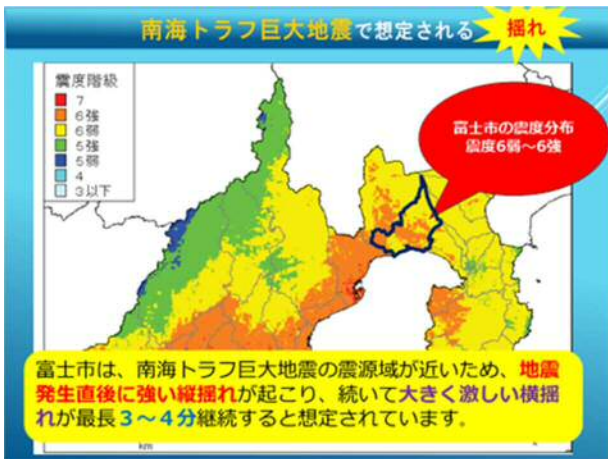 南海トラフ巨大地震で想定される 揺れ
震度階級
7
6強
6弱
5強
5弱
4
3以下
富士市の震度分布
震度6弱～6強
富士市は、南海トラフ巨大地震の震源域が近いため、地震
発生直後に強い縦揺れが起こり、続いて大きく激しい横揺
れが最長３～４分継続すると想定されています。
km